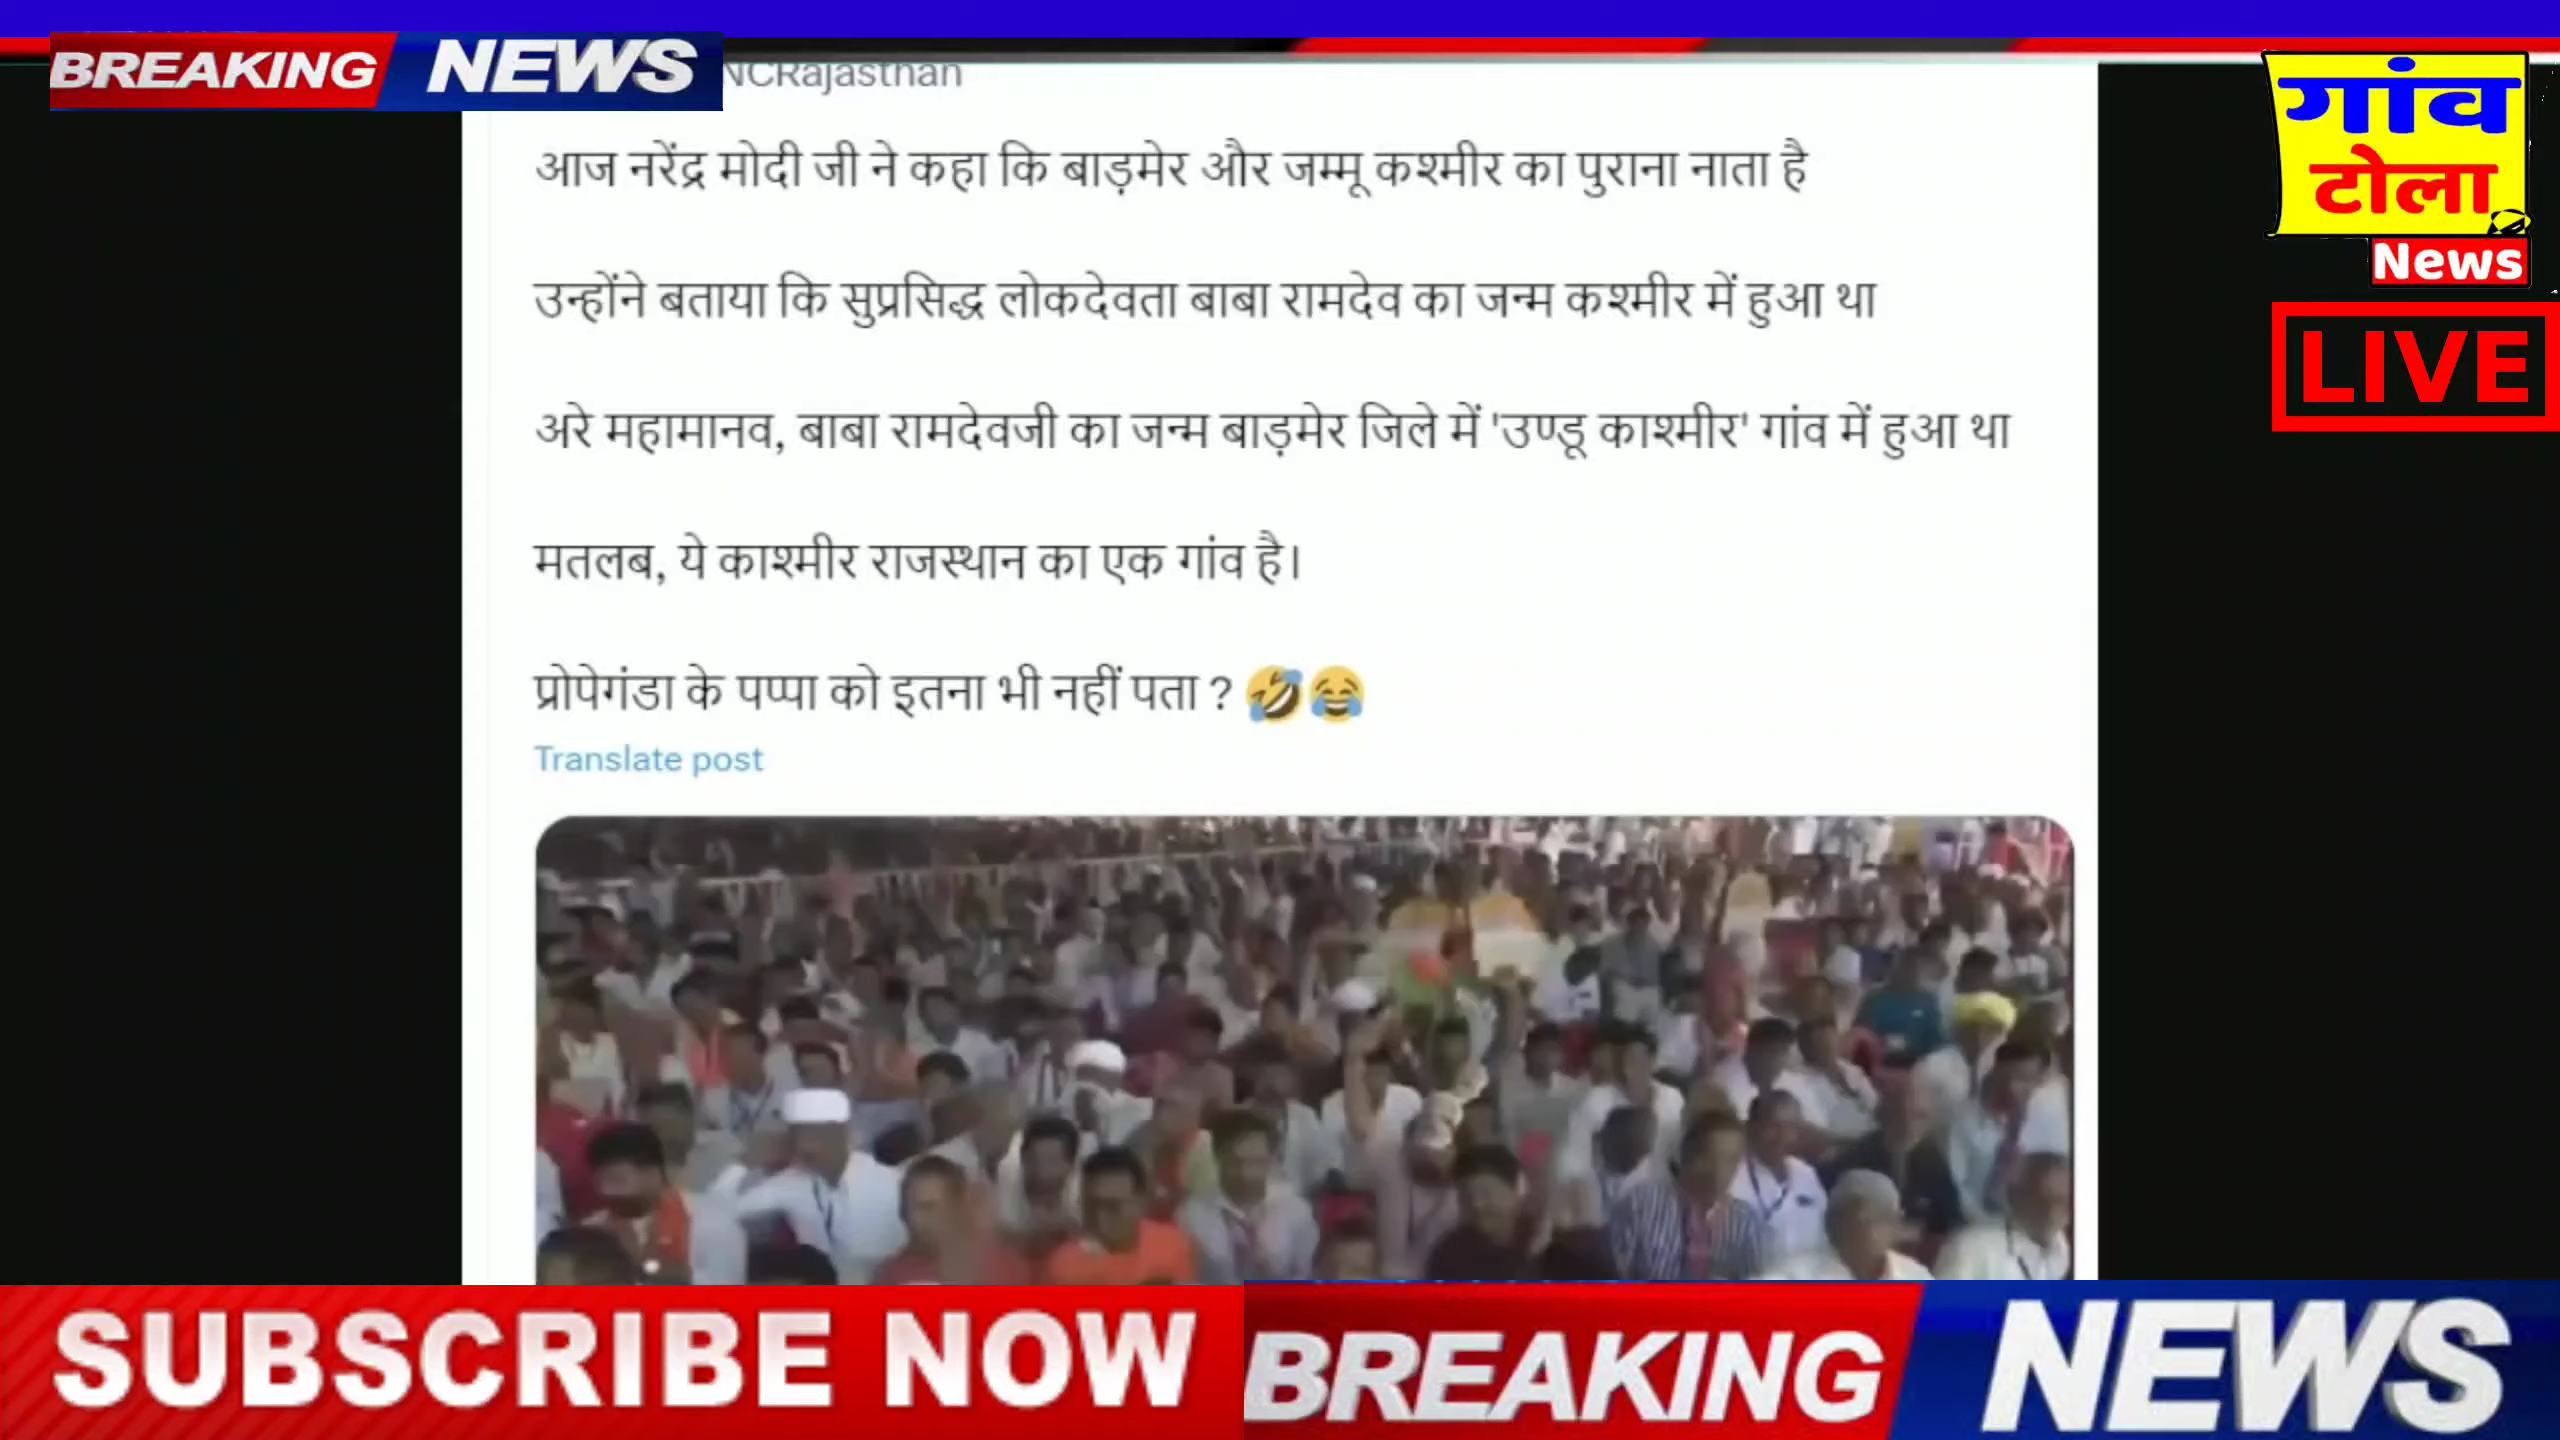 BREAKING NEWS
NCRajasthan
गांव
टोला
News
LIVE
आज नरेंद्र मोदी जी ने कहा कि बाड़मेर और जम्मू कश्मीर का पुराना नाता है
उन्होंने बताया कि सुप्रसिद्ध लोकदेवता बाबा रामदेव का जन्म कश्मीर में हुआ था
अरे महामानव, बाबा रामदेवजी का जन्म बाड़मेर जिले में 'उण्डू काश्मीर' गांव में हुआ था
मतलब, ये काश्मीर राजस्थान का एक गांव है।
प्रोपेगंडा के पप्पा को इतना भी नहीं पता ? 🤣😂
Translate post
SUBSCRIBE NOW
BREAKING NEWS